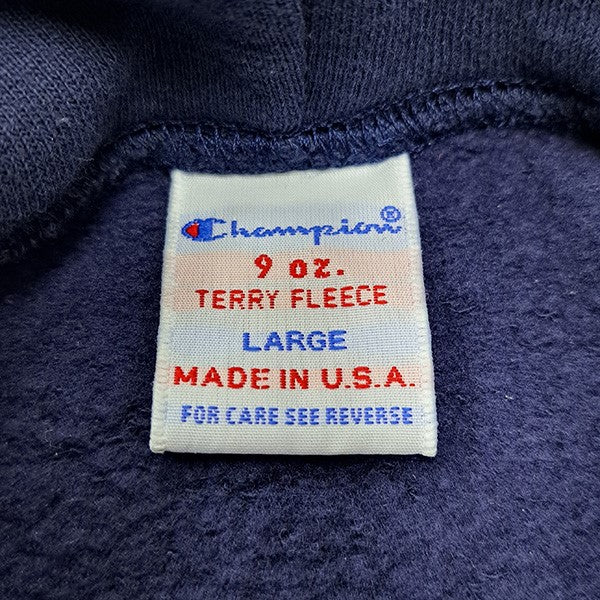 Champion®
9 oz.
TERRY FLEECE
LARGE
MADE IN U.S.A.
FOR CARE SEE REVERSE